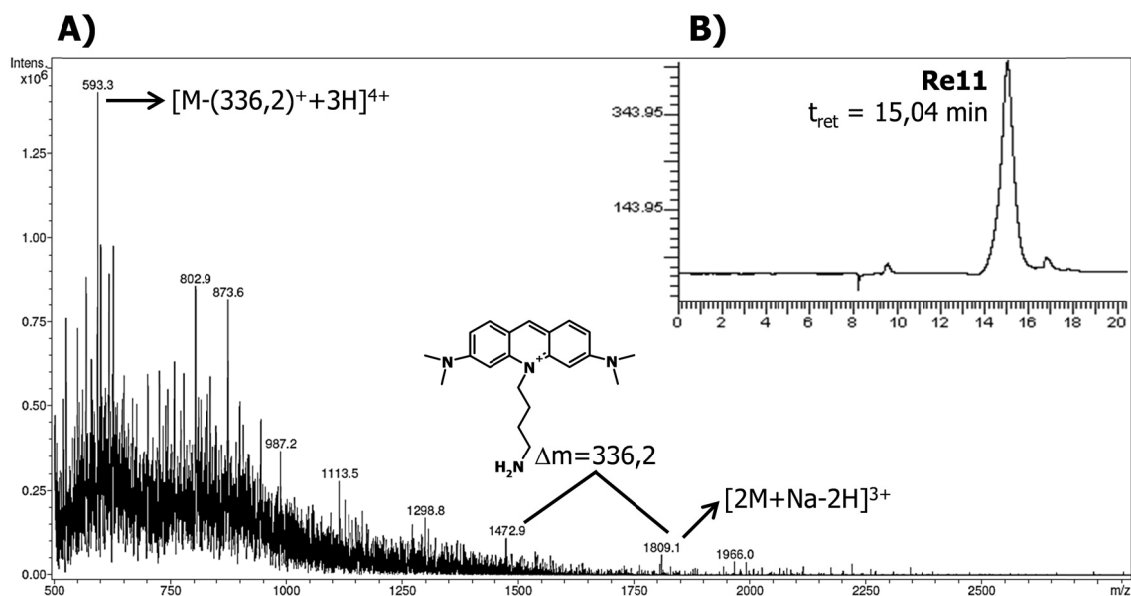 A)
Intens.
x10⁶
593.3
[M-(336,2)⁺+3H]⁴⁺
1.25
1.00
0.75
0.50
0.25
0.00
802.9
873.6
987.2
1113.5
1298.8
1472.9
1809.1
1966.0
N
N⁺
N
H₂N
Δm=336,2
[2M+Na-2H]³⁺
500
750
1000
1250
1500
1750
2000
2250
2500
m/z
B)
Re11
t_ret = 15,04 min
343.95
143.95
0
2
4
6
8
10
12
14
16
18
20